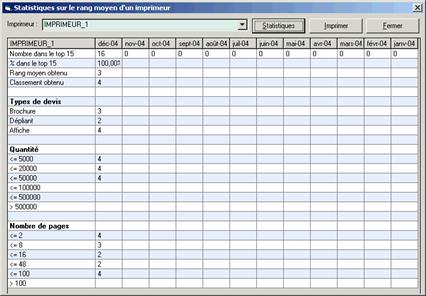 Statistiques sur le rang moyen d'un imprimeur
Imprimeur : IMPRIMEUR_1 Statistiques Imprimer Fermer
IMPRIMEUR_1 déc-04 nov-04 oct-04 sept-04 août-04 juil-04 juin-04 mai-04 avr-04 mars-04 févr-04 janv-04
Nombre dans le top 15 16 0 0 0 0 0 0 0 0 0 0 0
% dans le top 15 100,00%
Rang moyen obtenu 3
Classement obtenu 4
Types de devis
Brochure 3
Dépliant 2
Affiche 4
Quantité
<= 5000 4
<= 20000 4
<= 50000 4
<= 100000
<= 500000
> 500000
Nombre de pages
<= 2 4
<= 8 3
<= 16 2
<= 48 2
<= 100 4
> 100